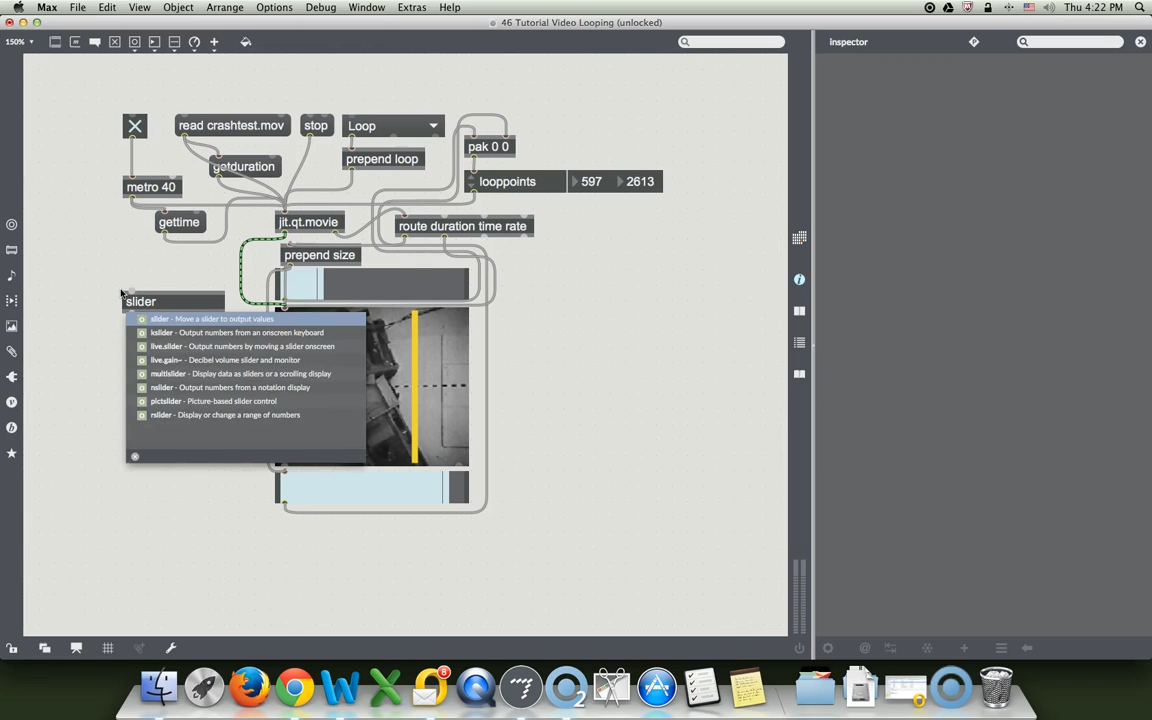 Max File Edit View Object Arrange Options Debug Window Extras Help Thu 4:22 PM
46 Tutorial Video Looping (unlocked)
150%
inspector
read crashtest.mov
stop
Loop
getduration
prepend loop
pak 0 0
metro 40
looppoints
597
2613
gettime
jit.qt.movie
route duration time rate
prepend size
slider
slider - Move a slider to output values
kslider - Output numbers from an onscreen keyboard
live.slider - Output numbers by moving a slider onscreen
live.gain~ - Decibel volume slider and monitor
multislider - Display data as sliders or a scrolling display
nslider - Output numbers from a notation display
pictslider - Picture-based slider control
rslider - Display or change a range of numbers
8
2